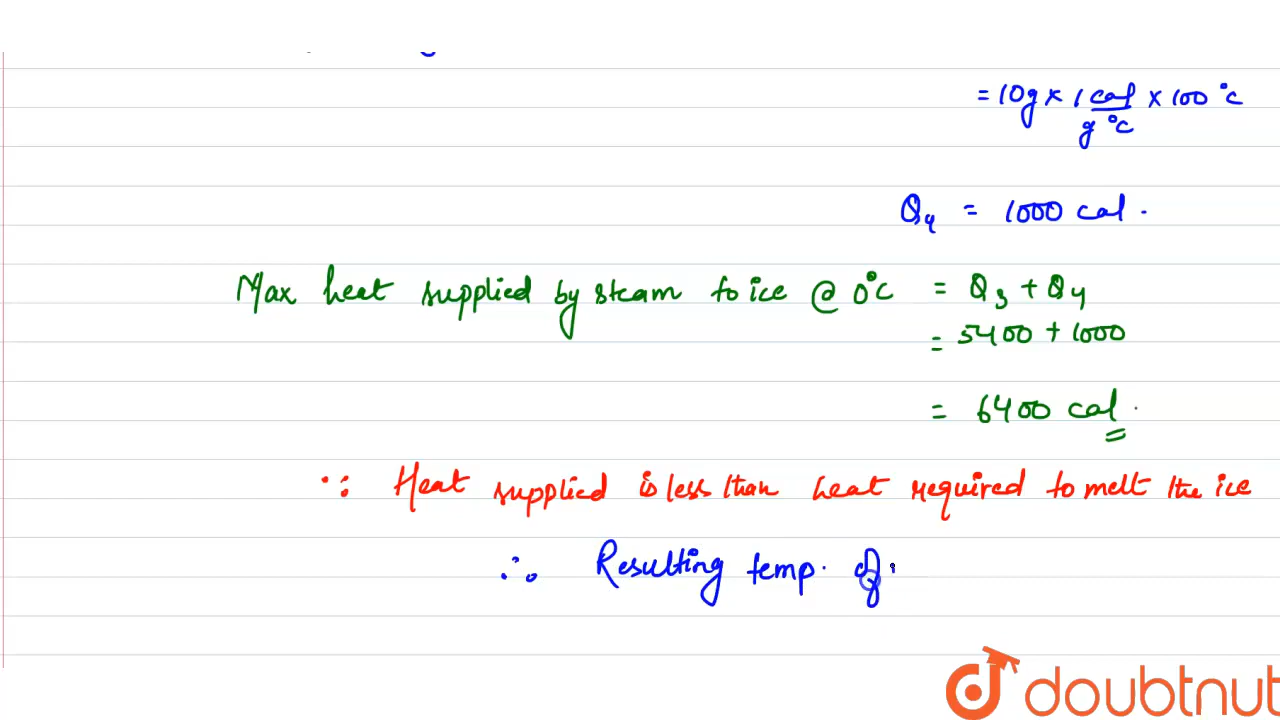 = 10g x 1 cal/g °C x 100 °C
Q4 = 1000 cal.
Max heat supplied by steam to ice @ 0°C = Q3 + Q4
= 5400 + 1000
= 6400 cal.
∵ Heat supplied is less than heat required to melt the ice
∴ Resulting temp. of
doubtnut